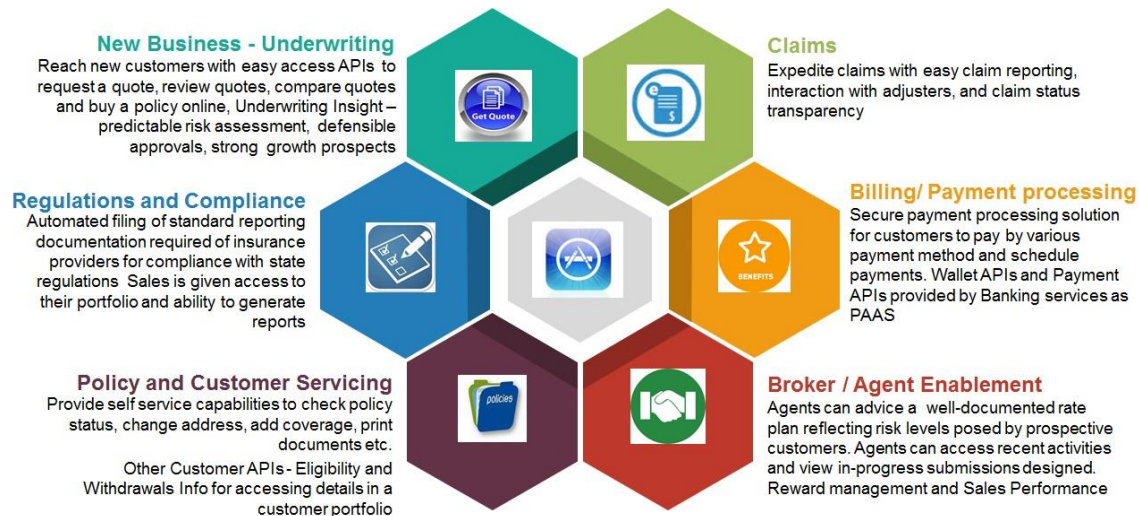 New Business - Underwriting
Reach new customers with easy access APIs to
request a quote, review quotes, compare quotes
and buy a policy online, Underwriting Insight –
predictable risk assessment, defensible
approvals, strong growth prospects
Get Quote
Claims
Expedite claims with easy claim reporting,
interaction with adjusters, and claim status
transparency
e
$
Regulations and Compliance
Automated filing of standard reporting
documentation required of insurance
providers for compliance with state
regulations Sales is given access to
their portfolio and ability to generate
reports
Billing/ Payment processing
Secure payment processing solution
for customers to pay by various
payment method and schedule
payments. Wallet APIs and Payment
APIs provided by Banking services as
PAAS
BENEFITS
Policy and Customer Servicing
Provide self service capabilities to check policy
status, change address, add coverage, print
documents etc.
Other Customer APIs - Eligibility and
Withdrawals Info for accessing details in a
customer portfolio
policies
Broker / Agent Enablement
Agents can advice a well-documented rate
plan reflecting risk levels posed by prospective
customers. Agents can access recent activities
and view in-progress submissions designed.
Reward management and Sales Performance